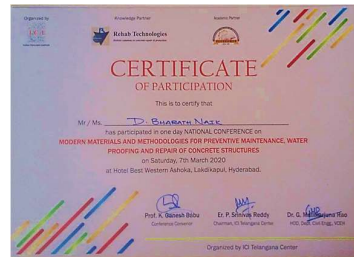 Organized by
Knowledge Partner
Academic Partner
Rehab Technologies
CERTIFICATE
OF PARTICIPATION
This is to certify that
Mr / Ms. D. BHARATH NAIK
has participated in one day NATIONAL CONFERENCE on
MODERN MATERIALS AND METHODOLOGIES FOR PREVENTIVE MAINTENANCE, WATER
PROOFING AND REPAIR OF CONCRETE STRUCTURES
on Saturday, 7th March 2020
at Hotel Best Western Ashoka, Lakdikapul, Hyderabad.
Prof. K. Ganesh Babu
Conference Convenor
Er. P. Srinivas Reddy
Chairman, ICI Telangana Center
Dr. G. Mallikarjuna Rao
HOD, Dept. Civil Engg., VCEH
Organized by ICI Telangana Center